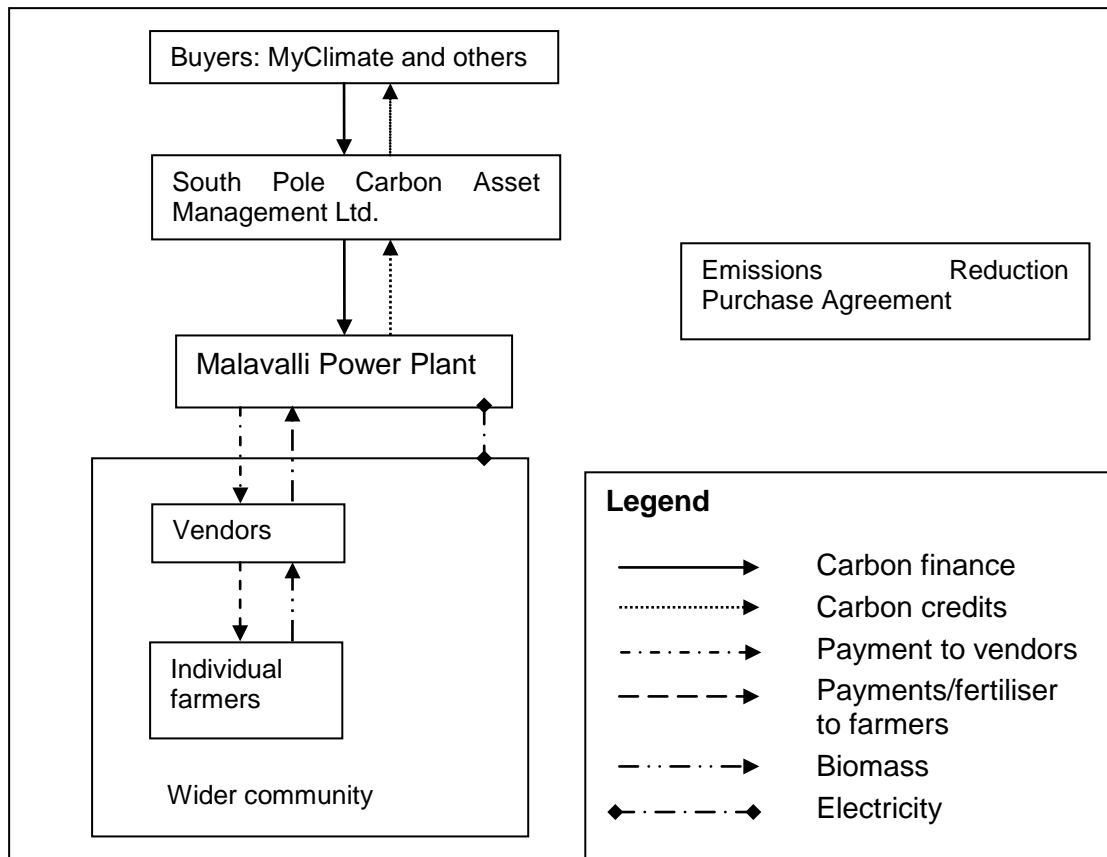 Buyers: MyClimate and others
South Pole Carbon Asset
Management Ltd.
Emissions Reduction
Purchase Agreement
Malavalli Power Plant
Vendors
Individual
farmers
Wider community
Legend
Carbon finance
Carbon credits
Payment to vendors
Payments/fertiliser
to farmers
Biomass
Electricity